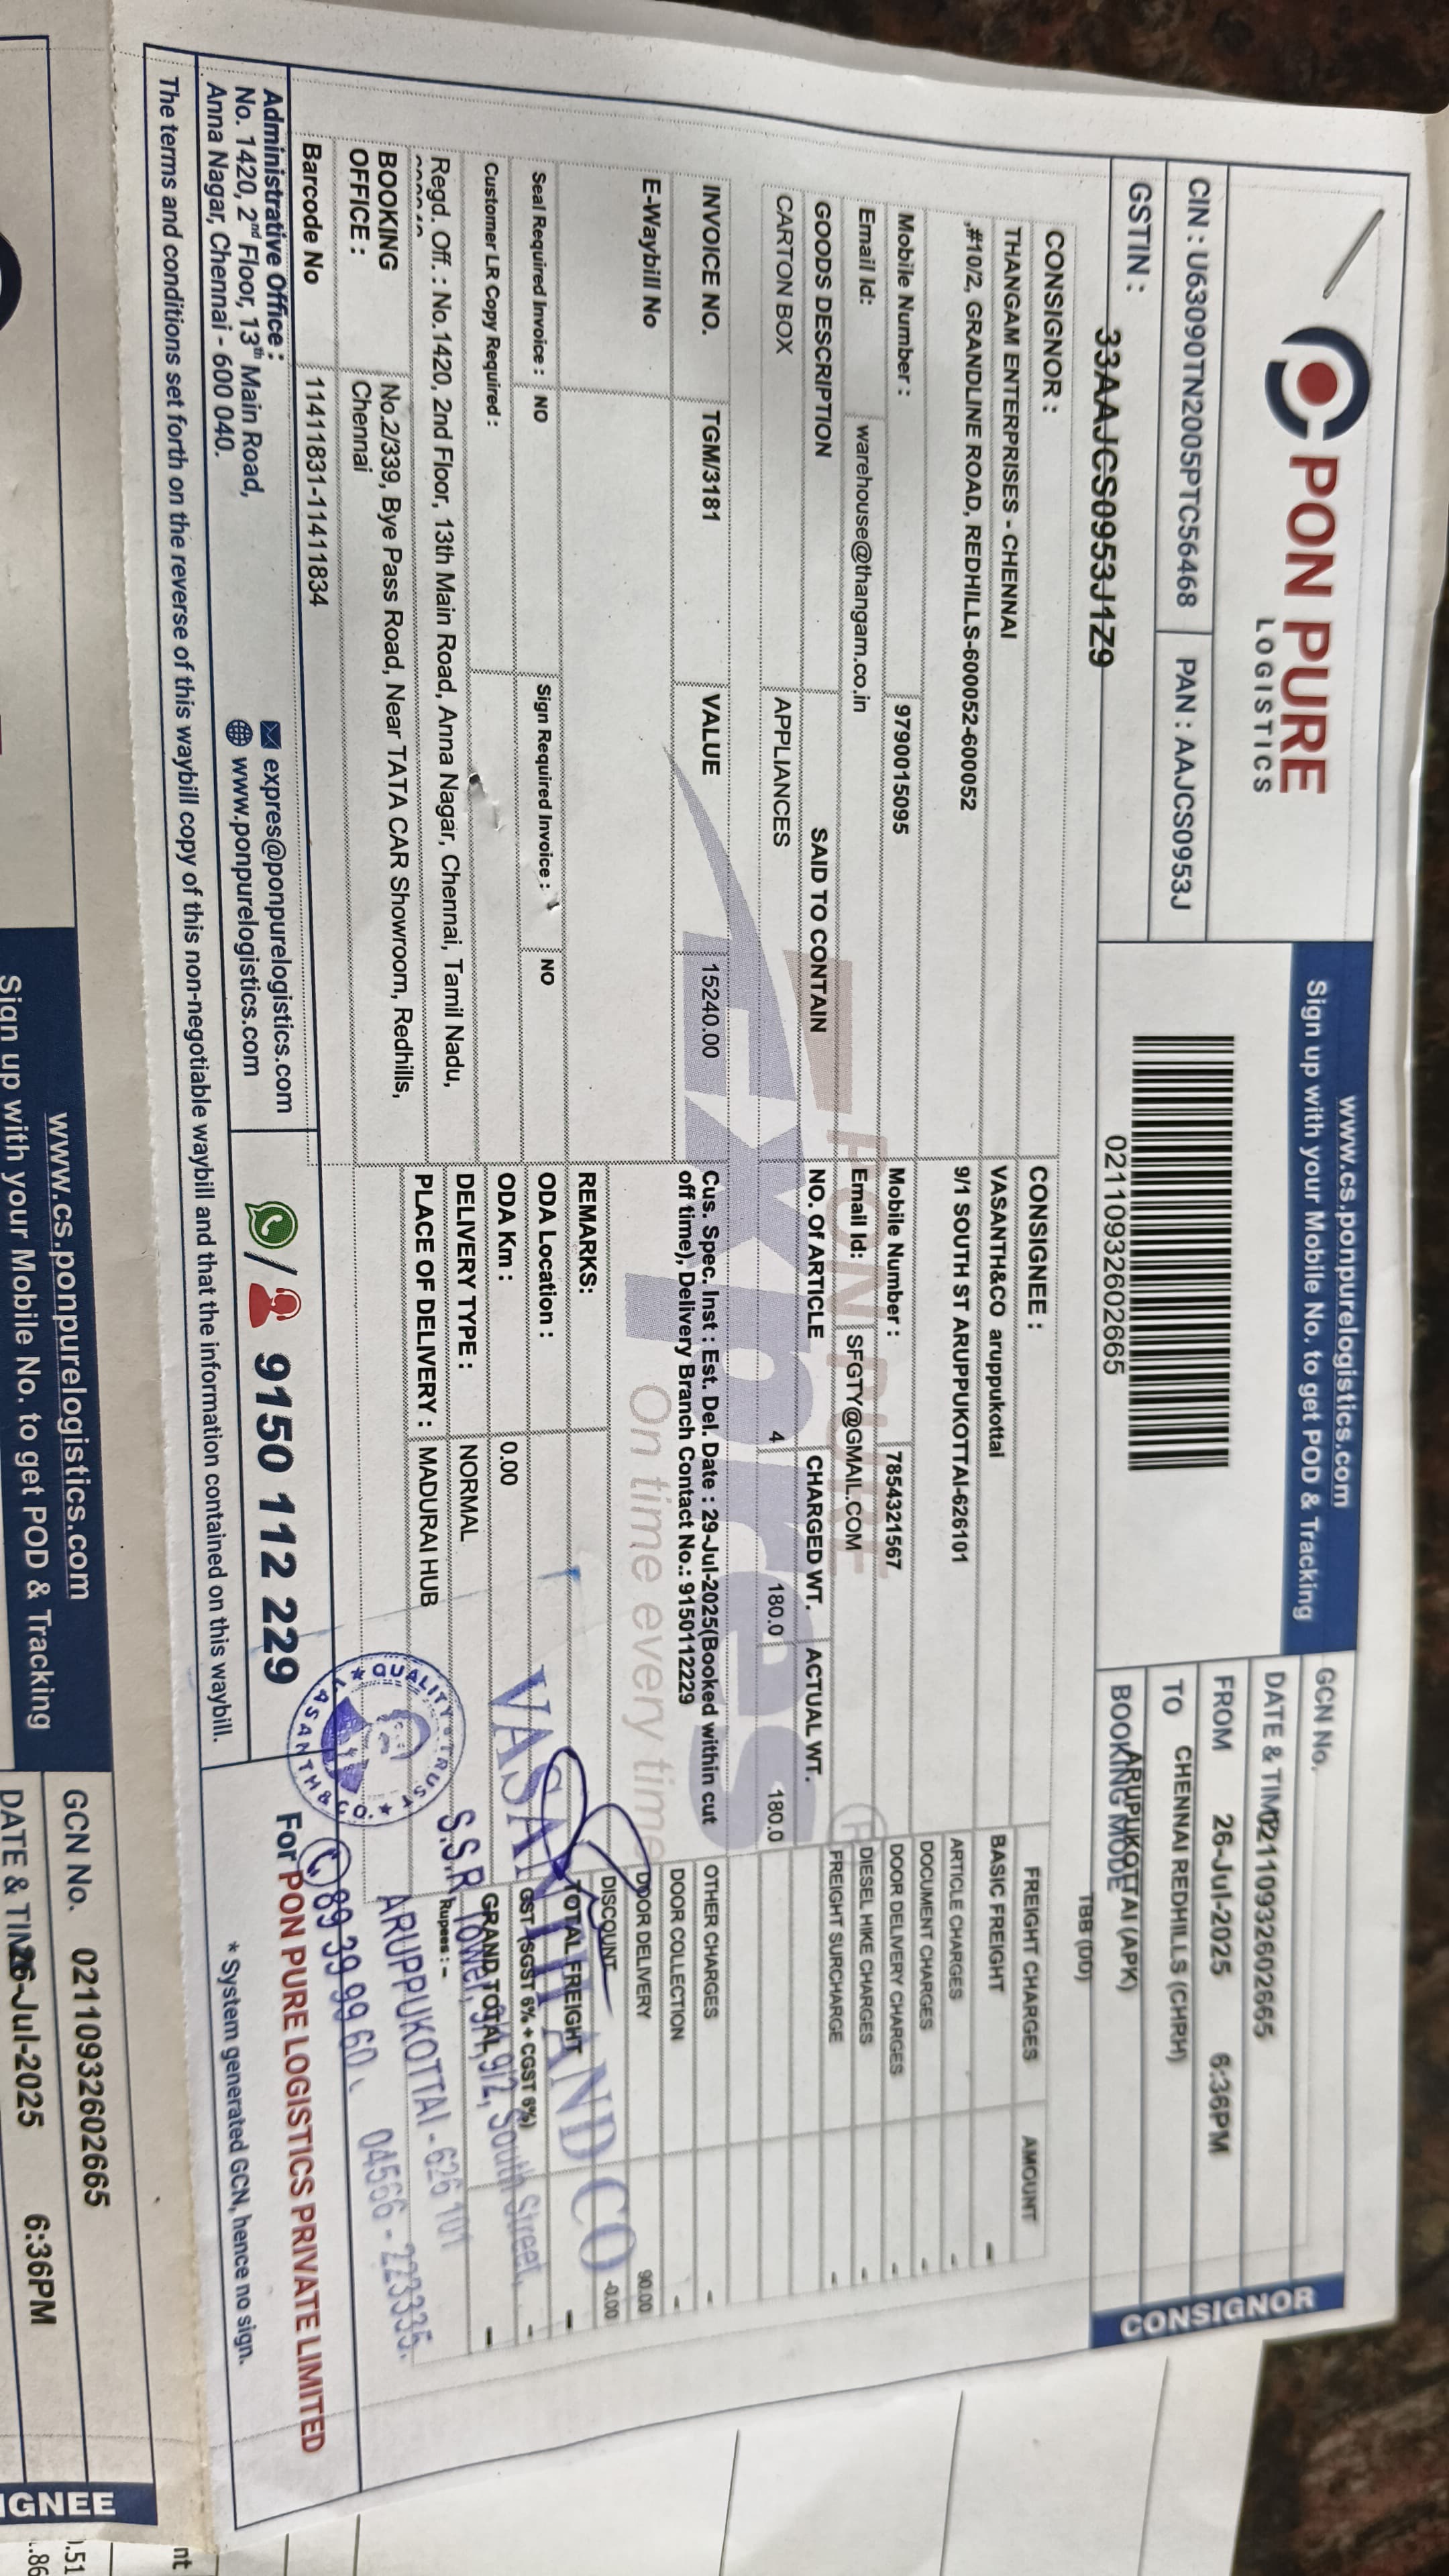 PON PURE
LOGISTICS
CIN : U63090TN2005PTC56468 PAN : AAJCS0953J
GSTIN : 33AAJCS0953J1Z9
www.cs.ponpurelogistics.com
Sign up with your Mobile No. to get POD & Tracking
02110932602665
GCN No. 02110932602665
DATE & TIME 26-Jul-2025 6:36PM
FROM CHENNAI REDHILLS (CHRH)
TO ARUPUKOTTAI (APK)
BOOKING MODE TBB (DD)
CONSIGNOR
CONSIGNOR :
THANGAM ENTERPRISES - CHENNAI
,#10/2, GRANDLINE ROAD, REDHILLS-600052-600052
Mobile Number : 9790015095
Email Id: warehouse@thangam.co.in
CONSIGNEE :
VASANTH&CO aruppukottai
9/1 SOUTH ST ARUPPUKOTTAI-626101
Mobile Number : 7854321567
Email Id: SFGTY@GMAIL.COM
GOODS DESCRIPTION SAID TO CONTAIN NO. Of ARTICLE CHARGED WT. ACTUAL WT.
CARTON BOX APPLIANCES 4 180.0 180.0
INVOICE NO. TGM/3181 VALUE 15240.00
E-Waybill No
Cus. Spec. Inst : Est. Del. Date : 29-Jul-2025(Booked within cut
off time), Delivery Branch Contact No.: 9150112229
Seal Required Invoice : NO Sign Required Invoice : NO
Customer LR Copy Required :
REMARKS:
ODA Location :
ODA Km : 0.00
DELIVERY TYPE : NORMAL
PLACE OF DELIVERY : MADURAI HUB
Regd. Off. : No.1420, 2nd Floor, 13th Main Road, Anna Nagar, Chennai, Tamil Nadu,
BOOKING OFFICE : No.2/339, Bye Pass Road, Near TATA CAR Showroom, Redhills,
Chennai
Barcode No 11411831-11411834
FREIGHT CHARGES AMOUNT
BASIC FREIGHT -
ARTICLE CHARGES -
DOCUMENT CHARGES -
DOOR DELIVERY CHARGES -
DIESEL HIKE CHARGES -
FREIGHT SURCHARGE -
OTHER CHARGES -
DOOR COLLECTION -
DOOR DELIVERY 90.00
DISCOUNT -0.00
TOTAL FREIGHT -
GST (SGST 6% + CGST 6%) -
GRAND TOTAL -
Rupees : -
PON PURE
Expres
On time every time
VASANTH AND CO
S.S.R Tower, 9/1, 9/2, South Street,
ARUPPUKOTTAI - 626 101
89 39 99 60 04566 - 223335.
QUALITY TRUST
VASANTH & CO.
Administrative Office :
No. 1420, 2nd Floor, 13th Main Road,
Anna Nagar, Chennai - 600 040.
expres@ponpurelogistics.com
www.ponpurelogistics.com
/ 9150 112 229
For PON PURE LOGISTICS PRIVATE LIMITED
* System generated GCN, hence no sign.
The terms and conditions set forth on the reverse of this waybill copy of this non-negotiable waybill and that the information contained on this waybill.
www.cs.ponpurelogistics.com
Sign up with your Mobile No. to get POD & Tracking
GCN No. 02110932602665
DATE & TIME 26-Jul-2025 6:36PM
IGNEE